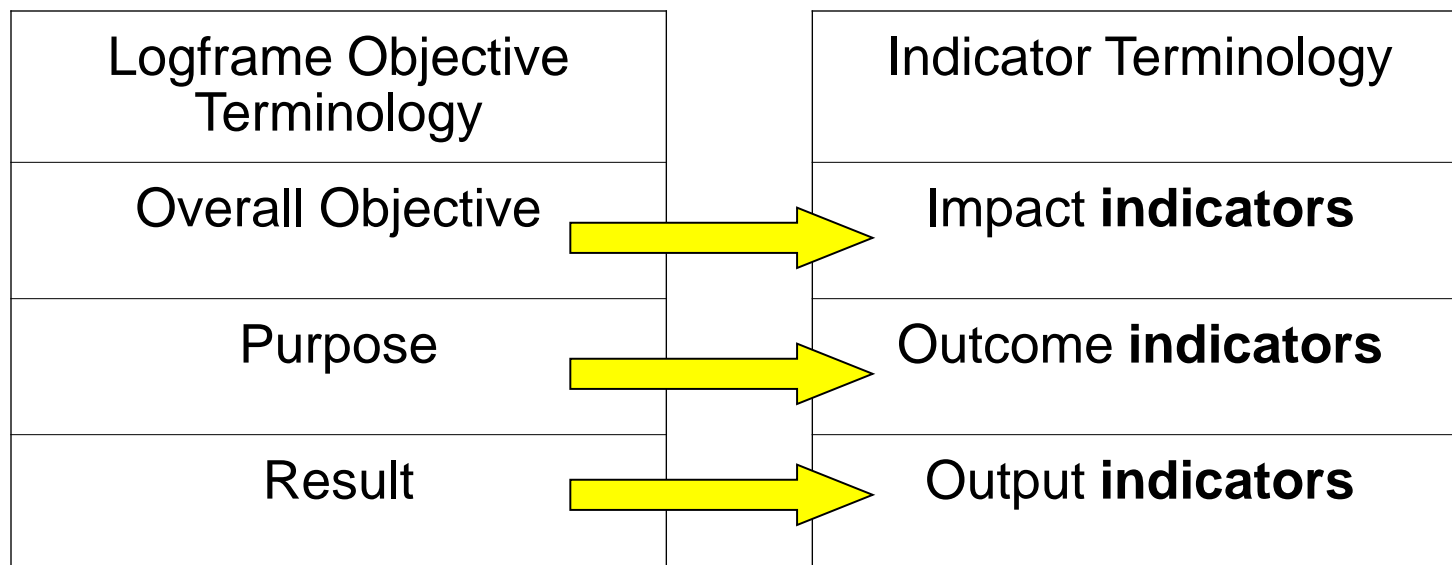 Logframe Objective
Terminology
Indicator Terminology
Overall Objective
Impact indicators
Purpose
Outcome indicators
Result
Output indicators